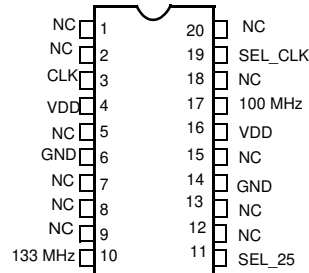 NC 1 20 NC
NC 2 19 SEL_CLK
CLK 3 18 NC
VDD 4 17 100 MHz
NC 5 16 VDD
GND 6 15 NC
NC 7 14 GND
NC 8 13 NC
NC 9 12 NC
133 MHz 10 11 SEL_25